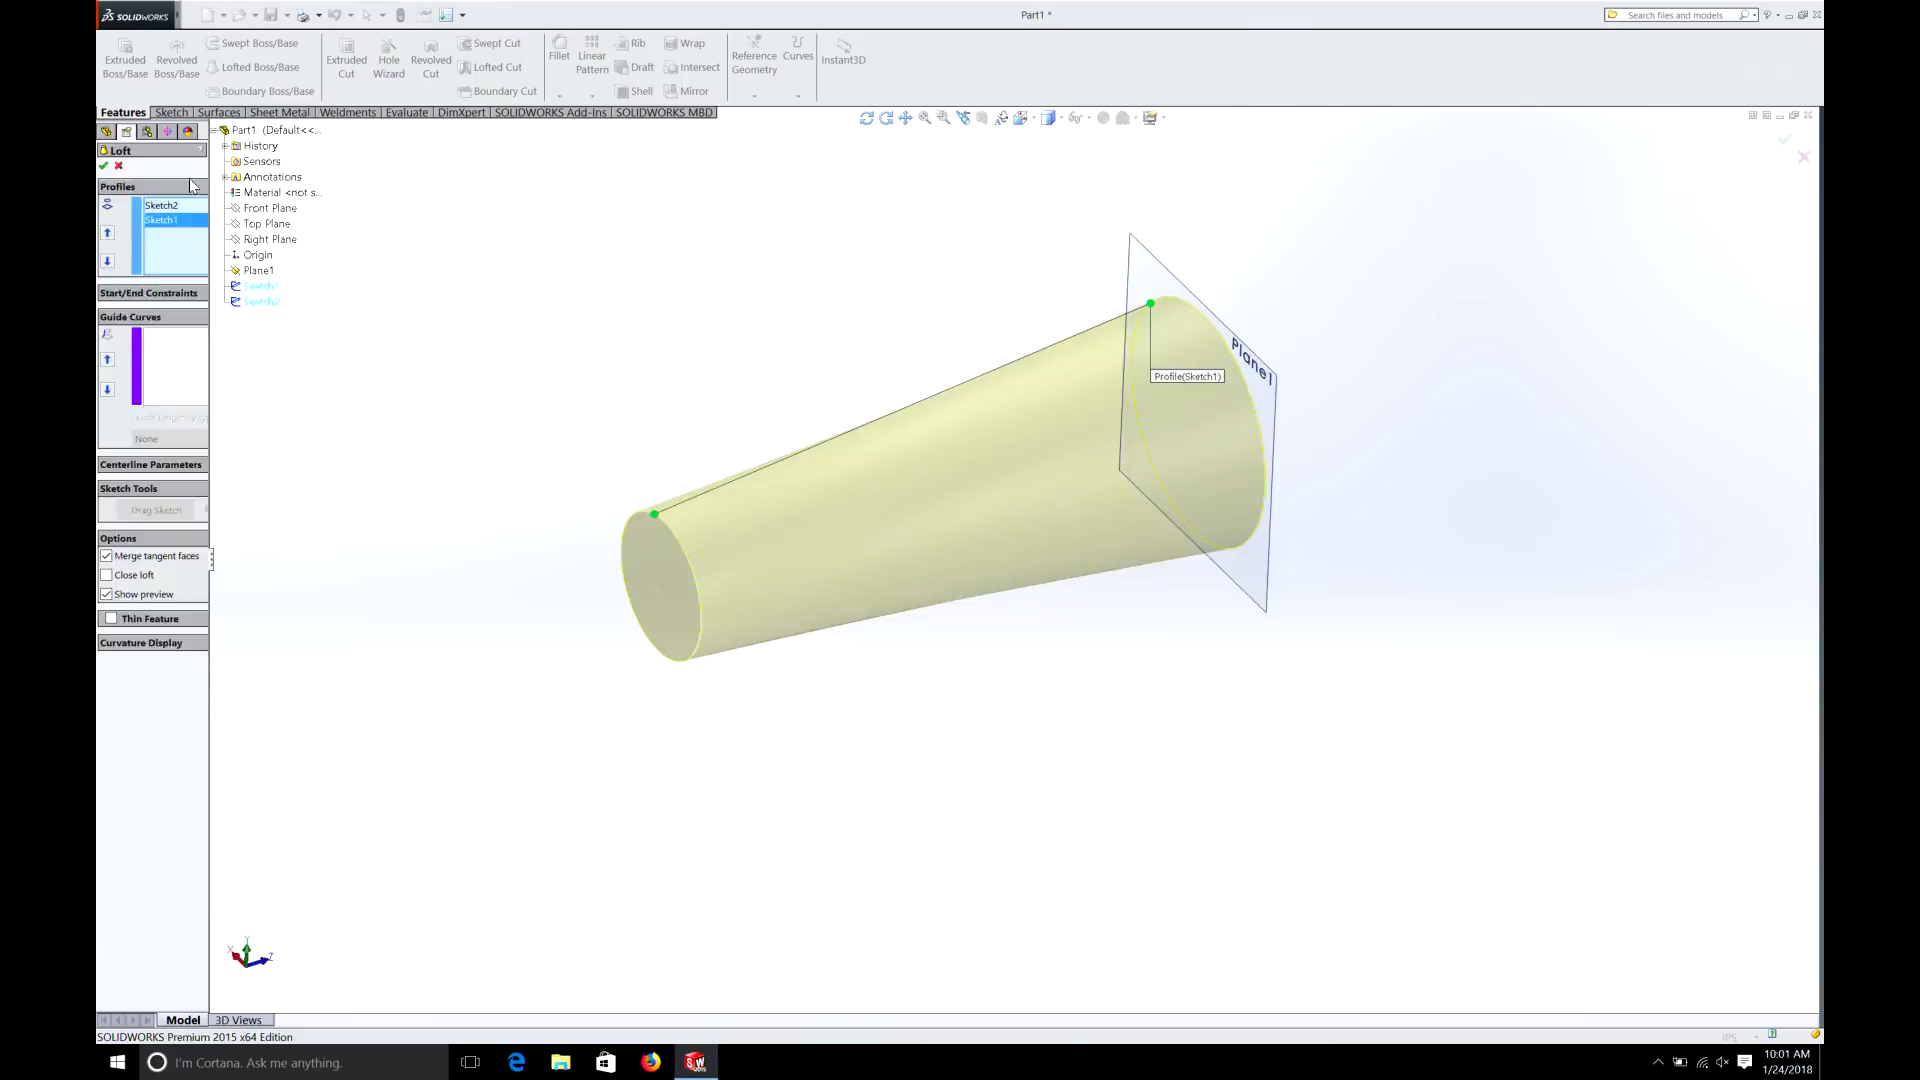 SOLIDWORKS
Part1 *
Search files and models
Extruded Boss/Base
Revolved Boss/Base
Swept Boss/Base
Lofted Boss/Base
Boundary Boss/Base
Extruded Cut
Hole Wizard
Revolved Cut
Swept Cut
Lofted Cut
Boundary Cut
Fillet
Linear Pattern
Rib
Draft
Shell
Wrap
Intersect
Mirror
Reference Geometry
Curves
Instant3D
Features Sketch Surfaces Sheet Metal Weldments Evaluate DimXpert SOLIDWORKS Add-Ins SOLIDWORKS MBD
Loft
?
Profiles
Sketch2
Sketch1
Start/End Constraints
Guide Curves
None
Centerline Parameters
Sketch Tools
Drag Sketch
Options
Merge tangent faces
Close loft
Show preview
Thin Feature
Curvature Display
Part1 (Default<<...
History
Sensors
Annotations
Material <not s...
Front Plane
Top Plane
Right Plane
Origin
Plane1
Sketch1
Sketch2
Plane1
Profile(Sketch1)
X
Y
Z
Model 3D Views
SOLIDWORKS Premium 2015 x64 Edition
IPS
I'm Cortana. Ask me anything.
SW
2015
10:01 AM
1/24/2018